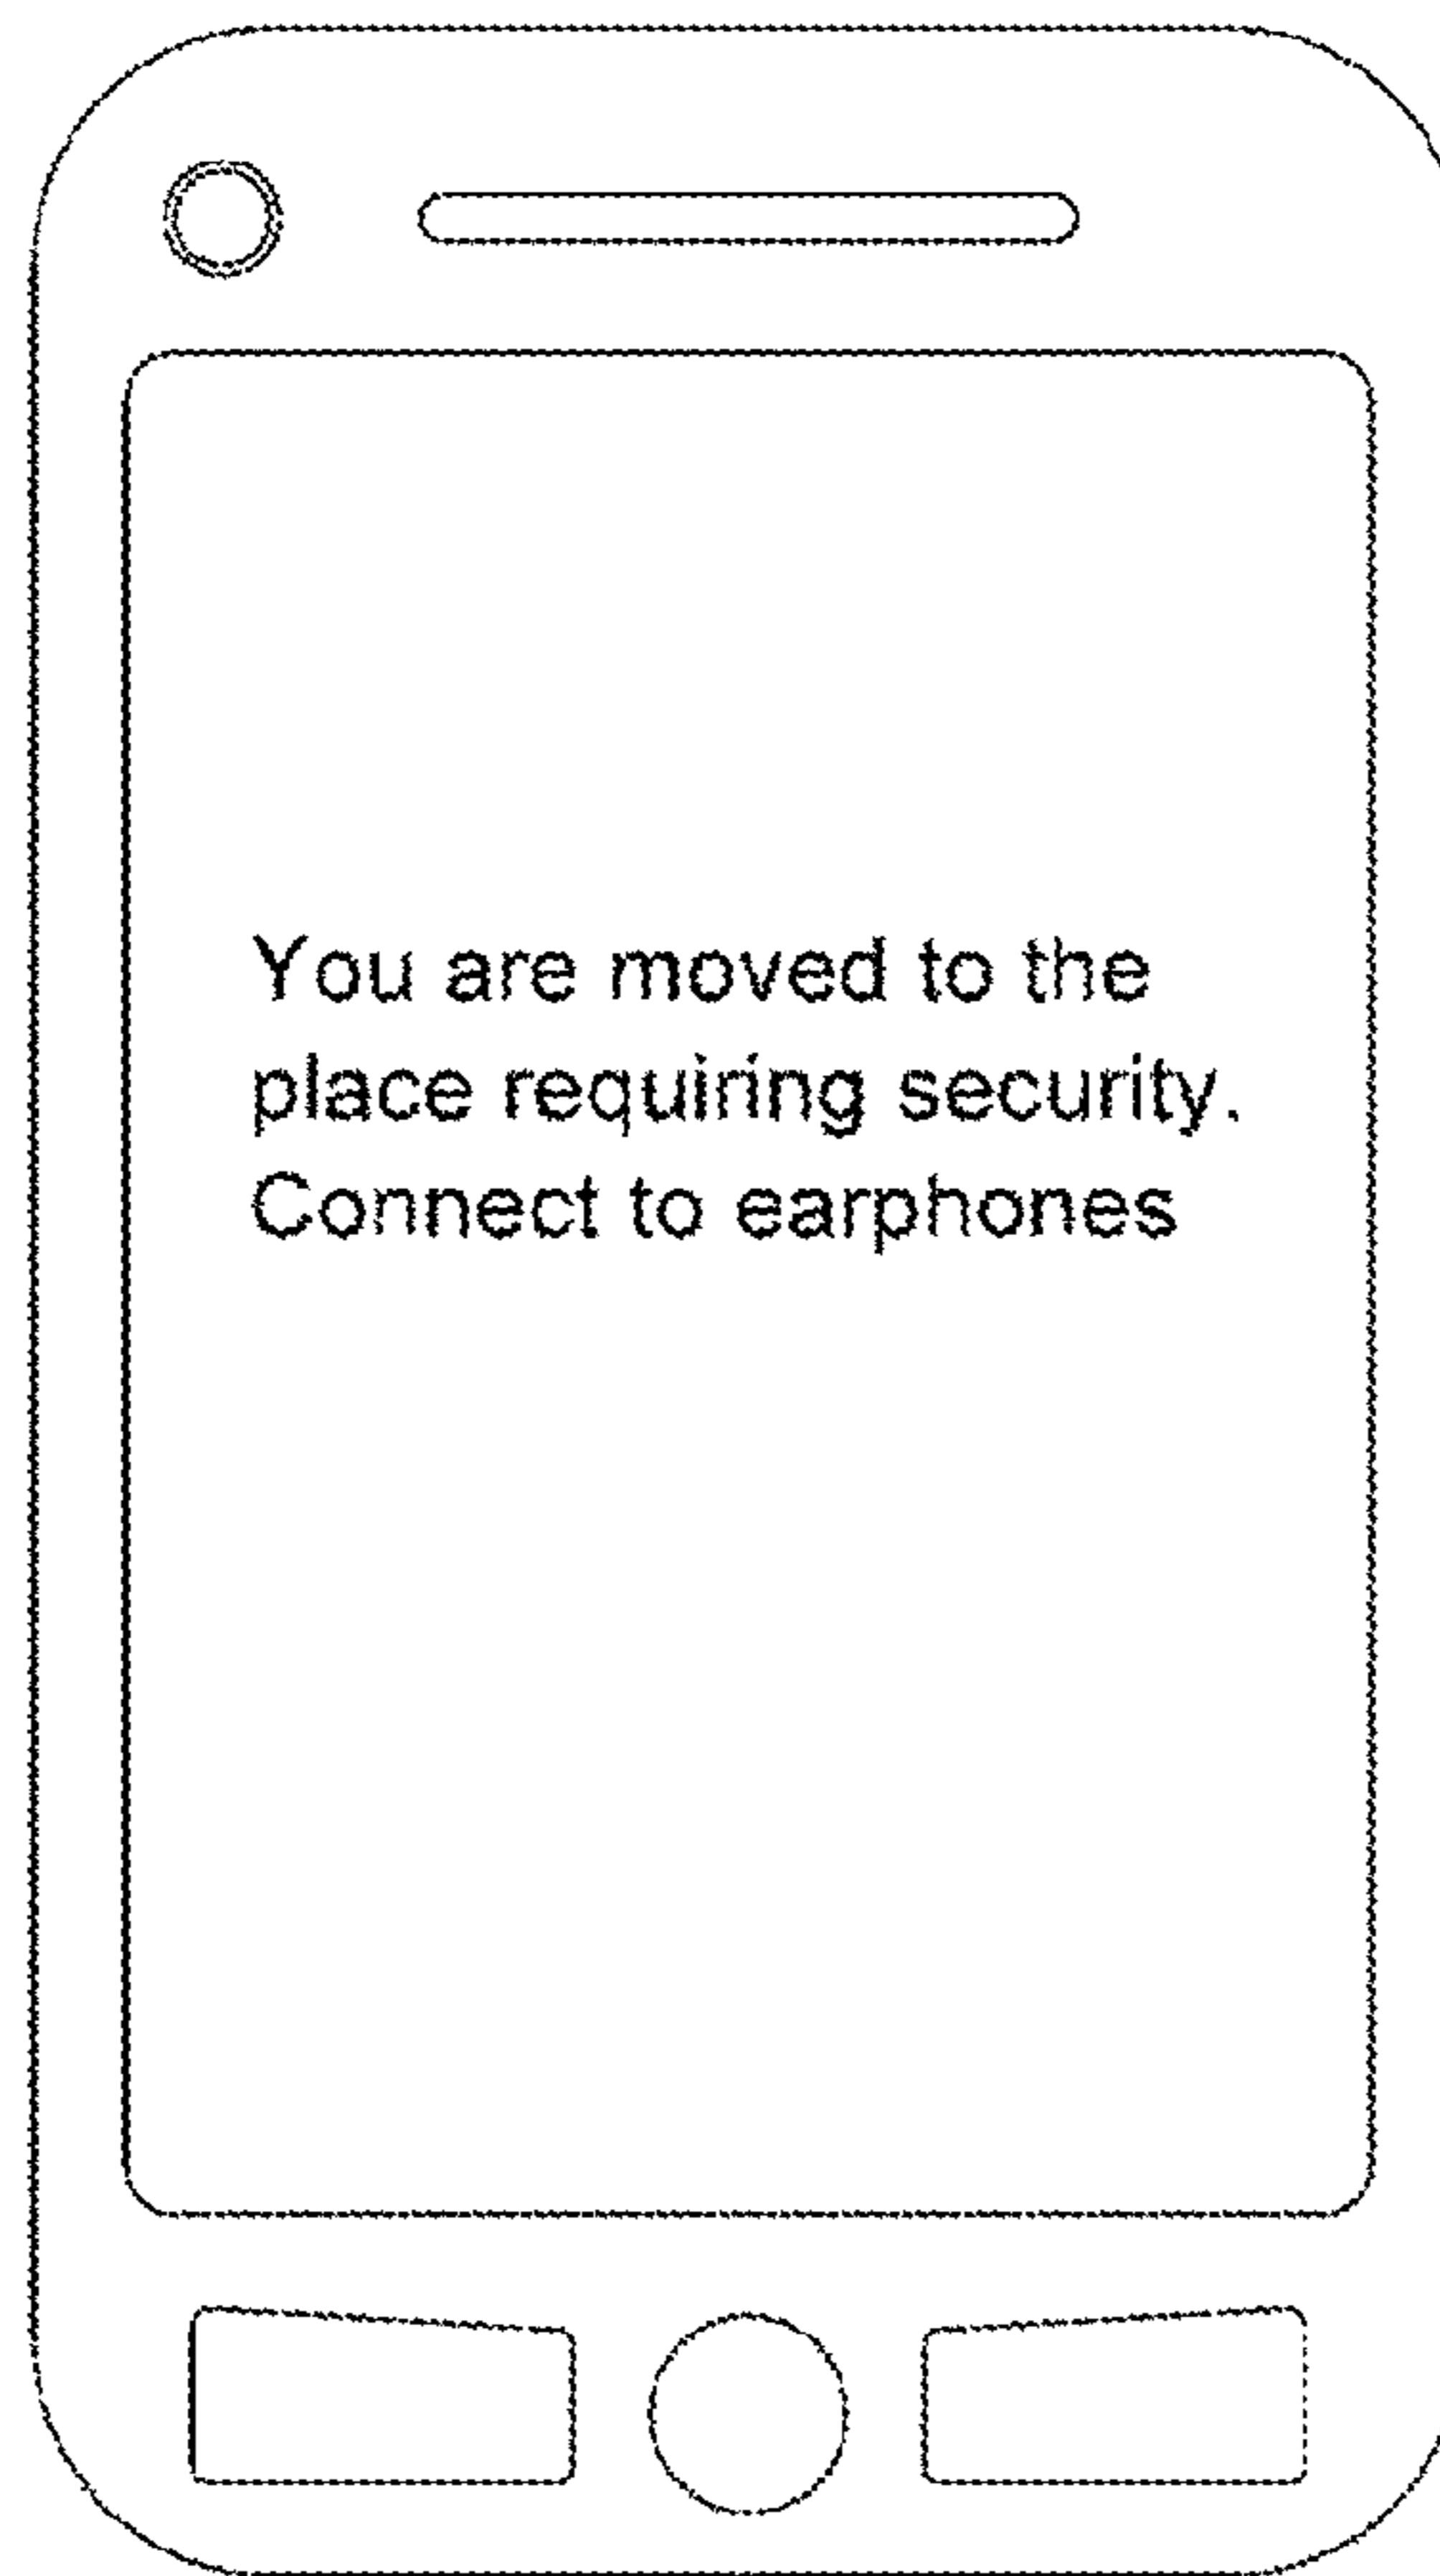 You are moved to the
place requiring security.
Connect to earphones